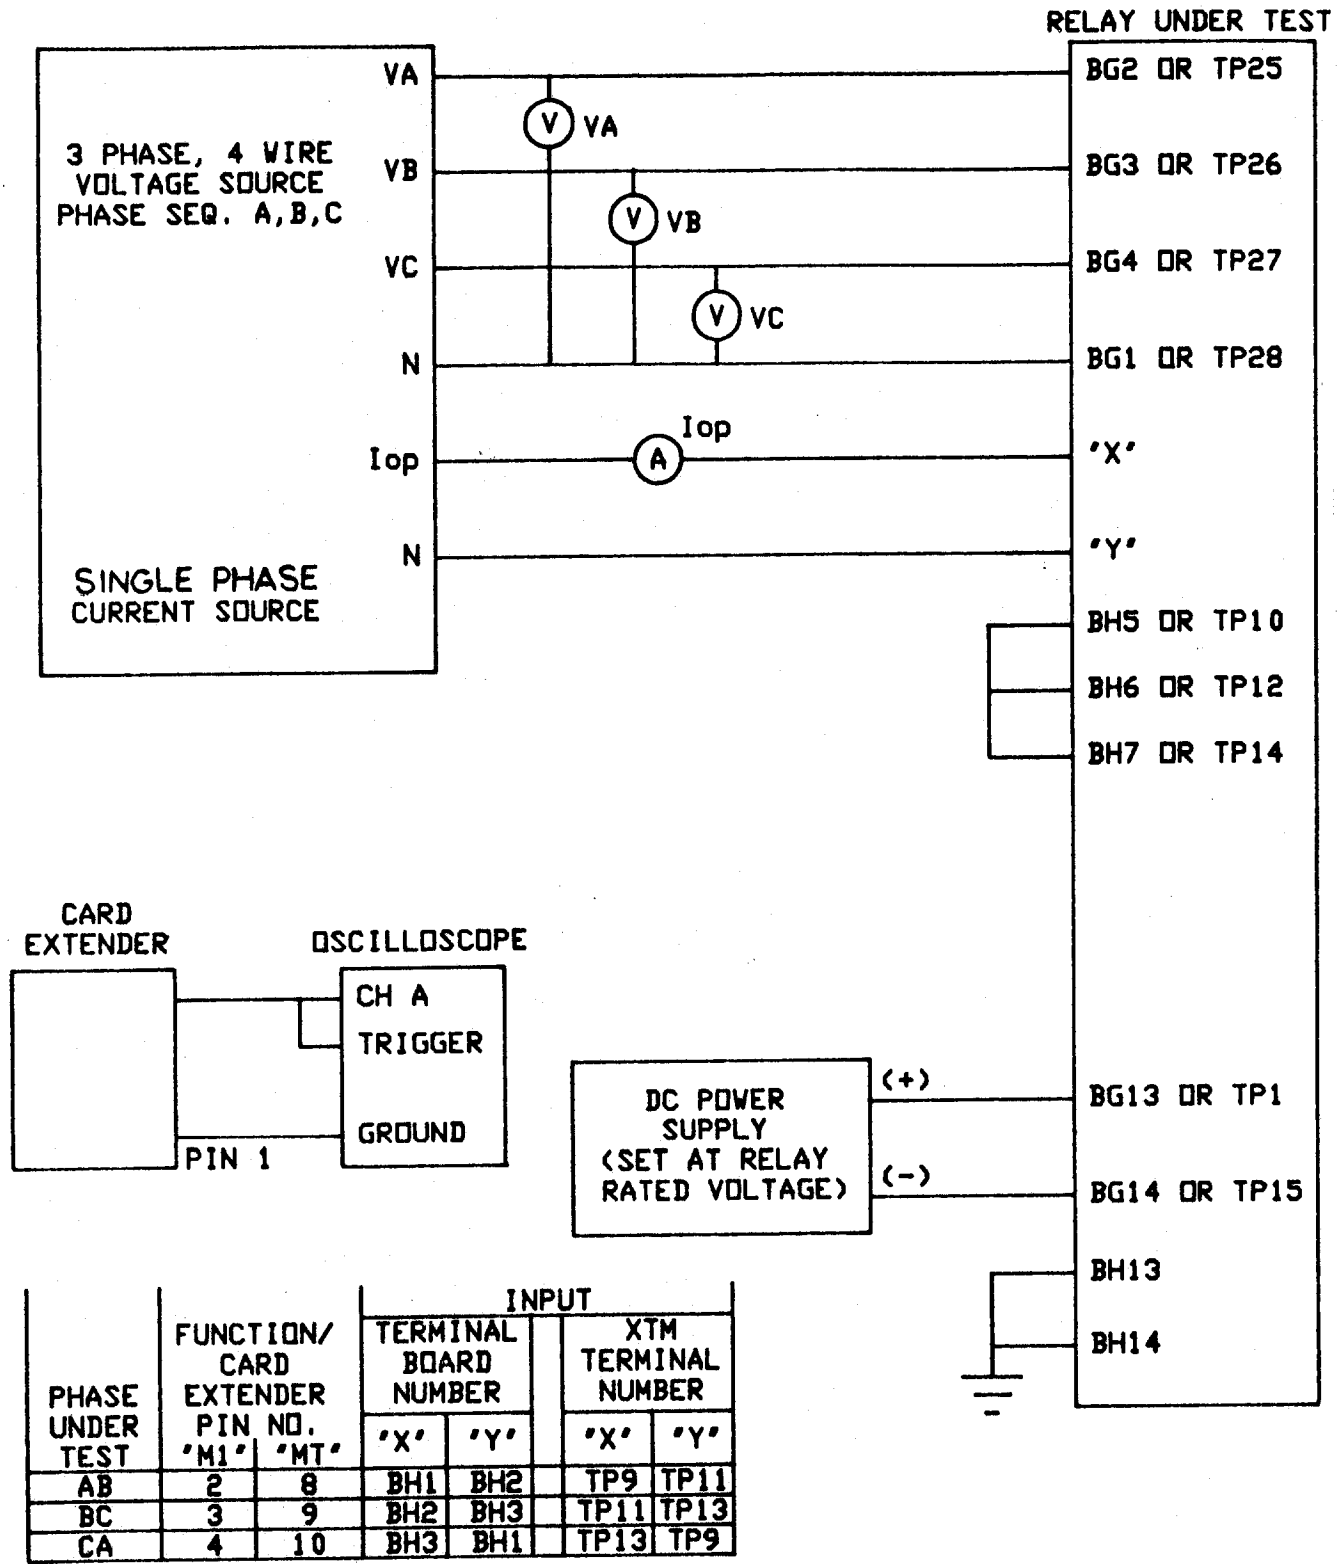 RELAY UNDER TEST
3 PHASE, 4 WIRE
VOLTAGE SOURCE
PHASE SEQ. A,B,C
VA
VB
VC
N
Iop
N
SINGLE PHASE
CURRENT SOURCE
V VA
V VB
V VC
Iop
A
BG2 OR TP25
BG3 OR TP26
BG4 OR TP27
BG1 OR TP28
"X"
"Y"
BH5 OR TP10
BH6 OR TP12
BH7 OR TP14
BG13 OR TP1
BG14 OR TP15
BH13
BH14
CARD
EXTENDER
OSCILLOSCOPE
CH A
TRIGGER
GROUND
PIN 1
DC POWER
SUPPLY
(SET AT RELAY
RATED VOLTAGE)
(+)
(-)
PHASE
UNDER
TEST
FUNCTION/
CARD
EXTENDER
PIN NO.
"M1" "MT"
INPUT
TERMINAL
BOARD
NUMBER
"X" "Y"
XTM
TERMINAL
NUMBER
"X" "Y"
AB 2 8 BH1 BH2 TP9 TP11
BC 3 9 BH2 BH3 TP11 TP13
CA 4 10 BH3 BH1 TP13 TP9